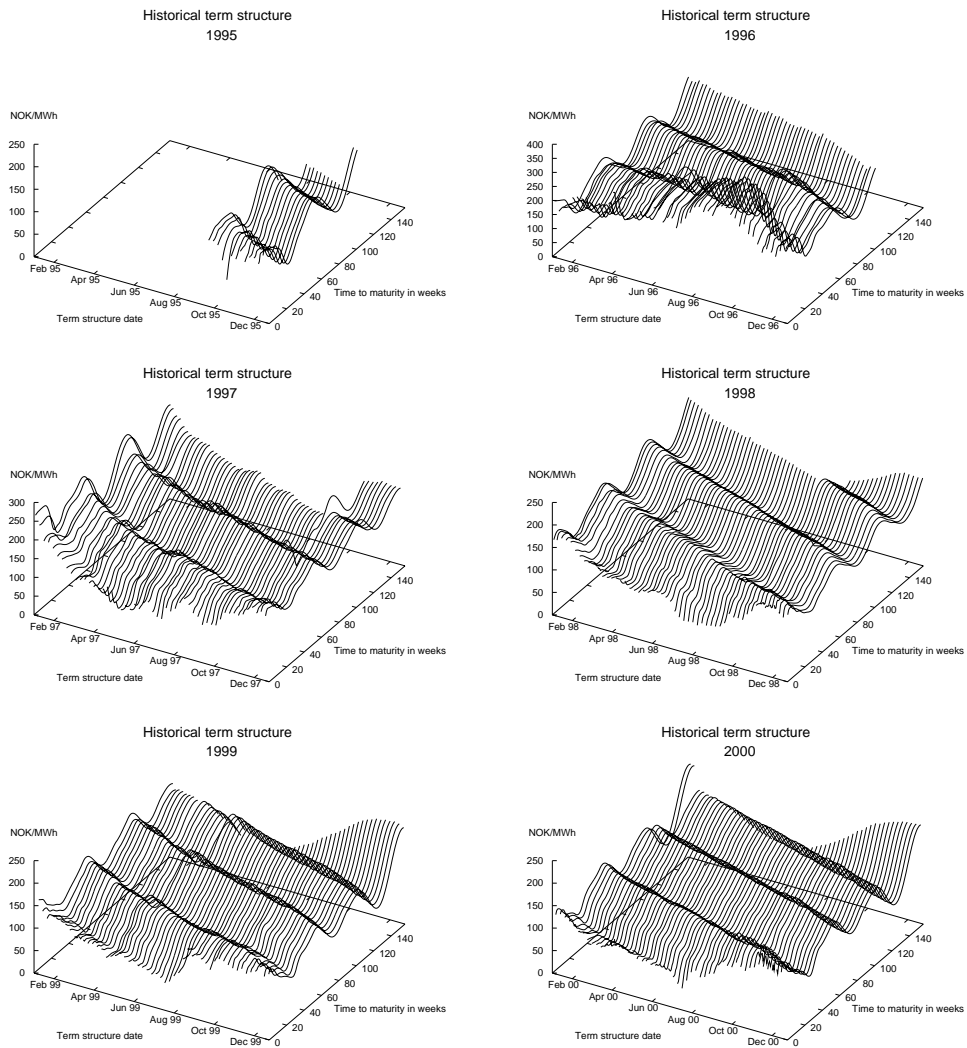 Historical term structure
1995
NOK/MWh
250
200
150
100
50
0
Feb 95
Apr 95
Jun 95
Aug 95
Oct 95
Dec 95
Term structure date
0
20
40
60
80
100
120
140
Time to maturity in weeks
Historical term structure
1996
NOK/MWh
400
350
300
250
200
150
100
50
0
Feb 96
Apr 96
Jun 96
Aug 96
Oct 96
Dec 96
Term structure date
0
20
40
60
80
100
120
140
Time to maturity in weeks
Historical term structure
1997
NOK/MWh
300
250
200
150
100
50
0
Feb 97
Apr 97
Jun 97
Aug 97
Oct 97
Dec 97
Term structure date
0
20
40
60
80
100
120
140
Time to maturity in weeks
Historical term structure
1998
NOK/MWh
250
200
150
100
50
0
Feb 98
Apr 98
Jun 98
Aug 98
Oct 98
Dec 98
Term structure date
0
20
40
60
80
100
120
140
Time to maturity in weeks
Historical term structure
1999
NOK/MWh
250
200
150
100
50
0
Feb 99
Apr 99
Jun 99
Aug 99
Oct 99
Dec 99
Term structure date
0
20
40
60
80
100
120
140
Time to maturity in weeks
Historical term structure
2000
NOK/MWh
250
200
150
100
50
0
Feb 00
Apr 00
Jun 00
Aug 00
Oct 00
Dec 00
Term structure date
0
20
40
60
80
100
120
140
Time to maturity in weeks